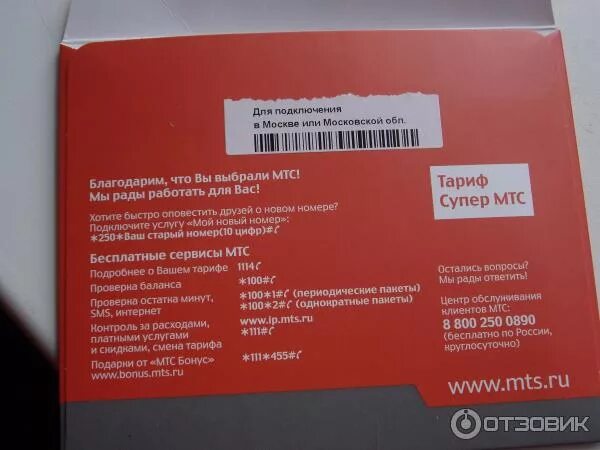 Для подключения
в Москве или Московской обл.
Благодарим, что Вы выбрали МТС!
Мы рады работать для Вас!
Хотите быстро оповестить друзей о новом номере?
Подключите услугу «Мой новый номер»:
*250*Ваш старый номер(10 цифр)#✆
Бесплатные сервисы МТС
Подробнее о Вашем тарифе 1114✆
Проверка баланса *100#✆
Проверка остатка минут, *100*1#✆ (периодические пакеты)
SMS, интернет *100*2#✆ (однократные пакеты)
Контроль за расходами, www.ip.mts.ru
платными услугами *111#✆
и скидками, смена тарифа
Подарки от «МТС Бонус» *111*455#✆
www.bonus.mts.ru
Тариф
Супер МТС
Остались вопросы?
Мы рады ответить!
Центр обслуживания
клиентов МТС:
8 800 250 0890
(бесплатно по России,
круглосуточно)
www.mts.ru
ОТЗОВИК